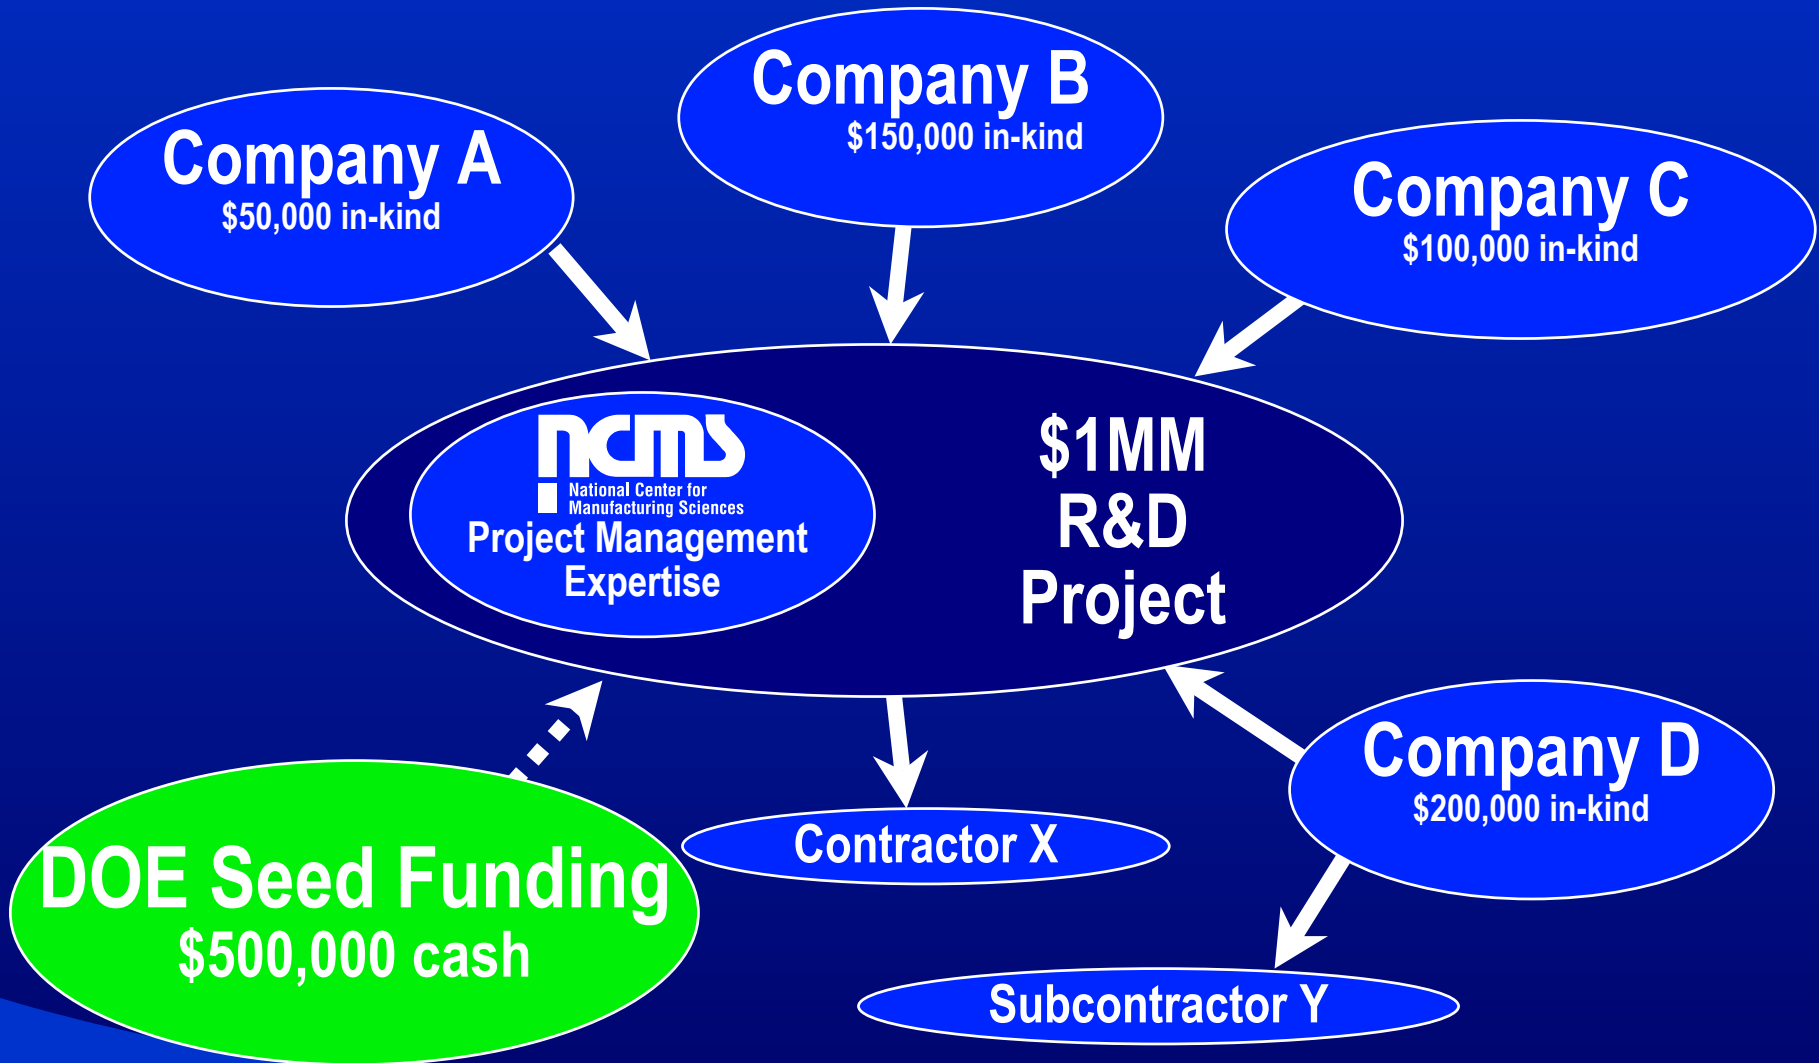 Company B
$150,000 in-kind
Company A
$50,000 in-kind
Company C
$100,000 in-kind
ncms
National Center for
Manufacturing Sciences
Project Management
Expertise
$1MM
R&D
Project
Company D
$200,000 in-kind
Contractor X
DOE Seed Funding
$500,000 cash
Subcontractor Y